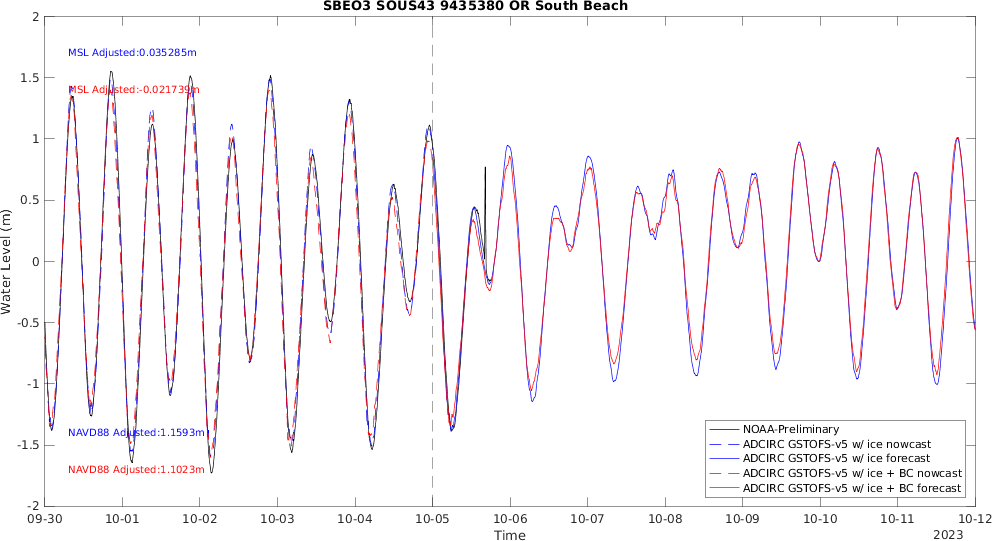 SBEO3 SOUS43 9435380 OR South Beach
2
1.5
1
0.5
0
-0.5
-1
-1.5
-2
Water Level (m)
MSL Adjusted:0.035285m
MSL Adjusted:-0.021739m
NAVD88 Adjusted:1.1593m
NAVD88 Adjusted:1.1023m
NOAA-Preliminary
ADCIRC GSTOFS-v5 w/ ice nowcast
ADCIRC GSTOFS-v5 w/ ice forecast
ADCIRC GSTOFS-v5 w/ ice + BC nowcast
ADCIRC GSTOFS-v5 w/ ice + BC forecast
09-30 10-01 10-02 10-03 10-04 10-05 10-06 10-07 10-08 10-09 10-10 10-11 10-12
Time
2023